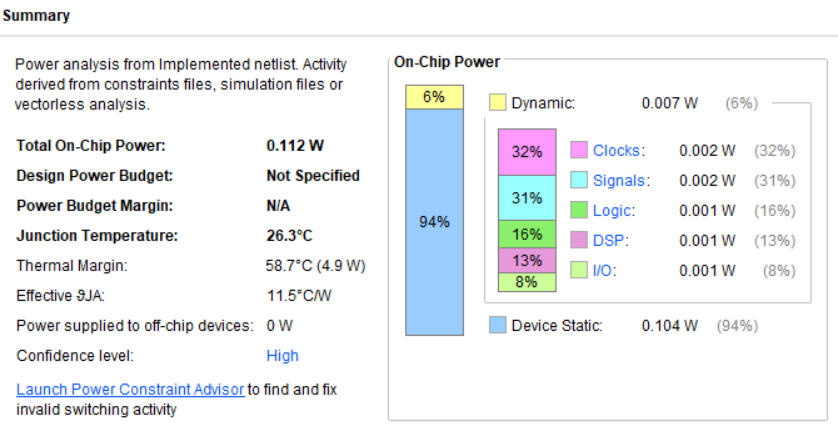 Summary
Power analysis from Implemented netlist. Activity
derived from constraints files, simulation files or
vectorless analysis.
Total On-Chip Power: 0.112 W
Design Power Budget: Not Specified
Power Budget Margin: N/A
Junction Temperature: 26.3°C
Thermal Margin: 58.7°C (4.9 W)
Effective ϑJA: 11.5°C/W
Power supplied to off-chip devices: 0 W
Confidence level: High
Launch Power Constraint Advisor to find and fix
invalid switching activity
On-Chip Power
6%
94%
Dynamic: 0.007 W (6%)
32% Clocks: 0.002 W (32%)
31% Signals: 0.002 W (31%)
16% Logic: 0.001 W (16%)
13% DSP: 0.001 W (13%)
8% I/O: 0.001 W (8%)
Device Static: 0.104 W (94%)